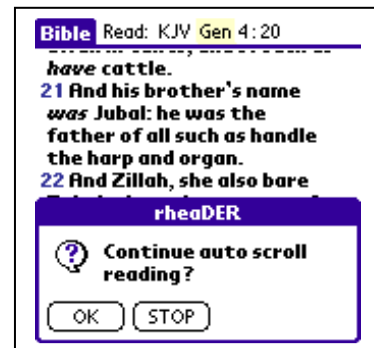 Bible Read: KJV Gen 4:20
have cattle.
21 And his brother's name
was Jubal: he was the
father of all such as handle
the harp and organ.
22 And Zillah, she also bare
rheaDER
Continue auto scroll
reading?
OK STOP